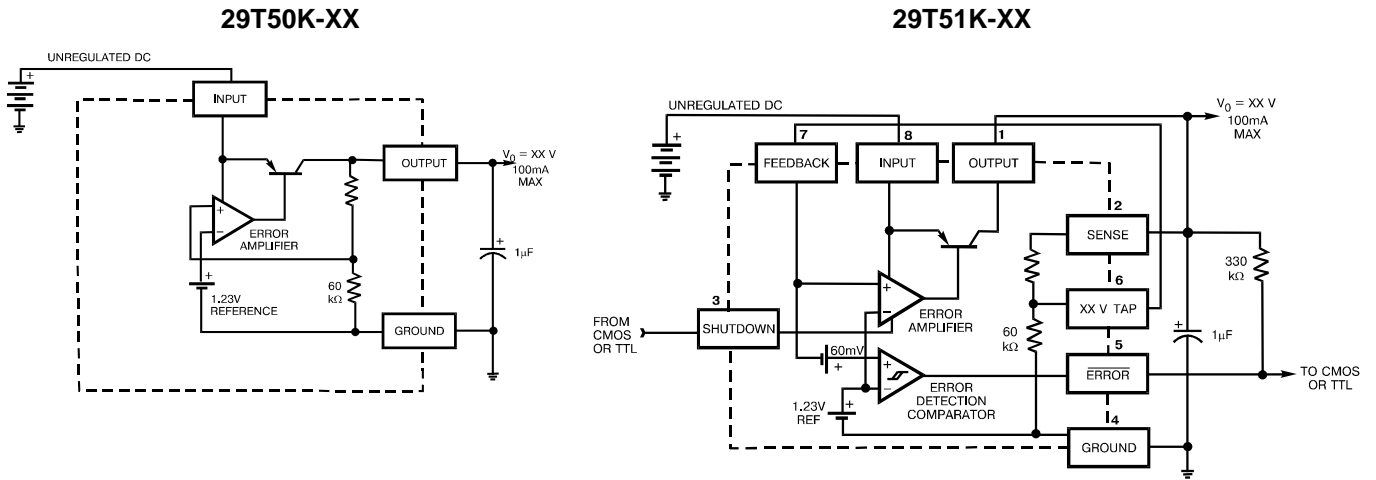 29T50K-XX
UNREGULATED DC
+
INPUT
OUTPUT
V0 = XX V
100mA
MAX
+
−
ERROR
AMPLIFIER
+
1µF
+
1.23V
REFERENCE
60
kΩ
GROUND
29T51K-XX
UNREGULATED DC
+
7
8
1
V0 = XX V
100mA
MAX
FEEDBACK
INPUT
OUTPUT
2
SENSE
330
kΩ
6
XX V TAP
+
−
ERROR
AMPLIFIER
3
SHUTDOWN
FROM
CMOS
OR TTL
60
kΩ
+
1µF
60mV
+
+
−
5
ERROR
TO CMOS
OR TTL
ERROR
DETECTION
COMPARATOR
1.23V
REF
+
4
GROUND